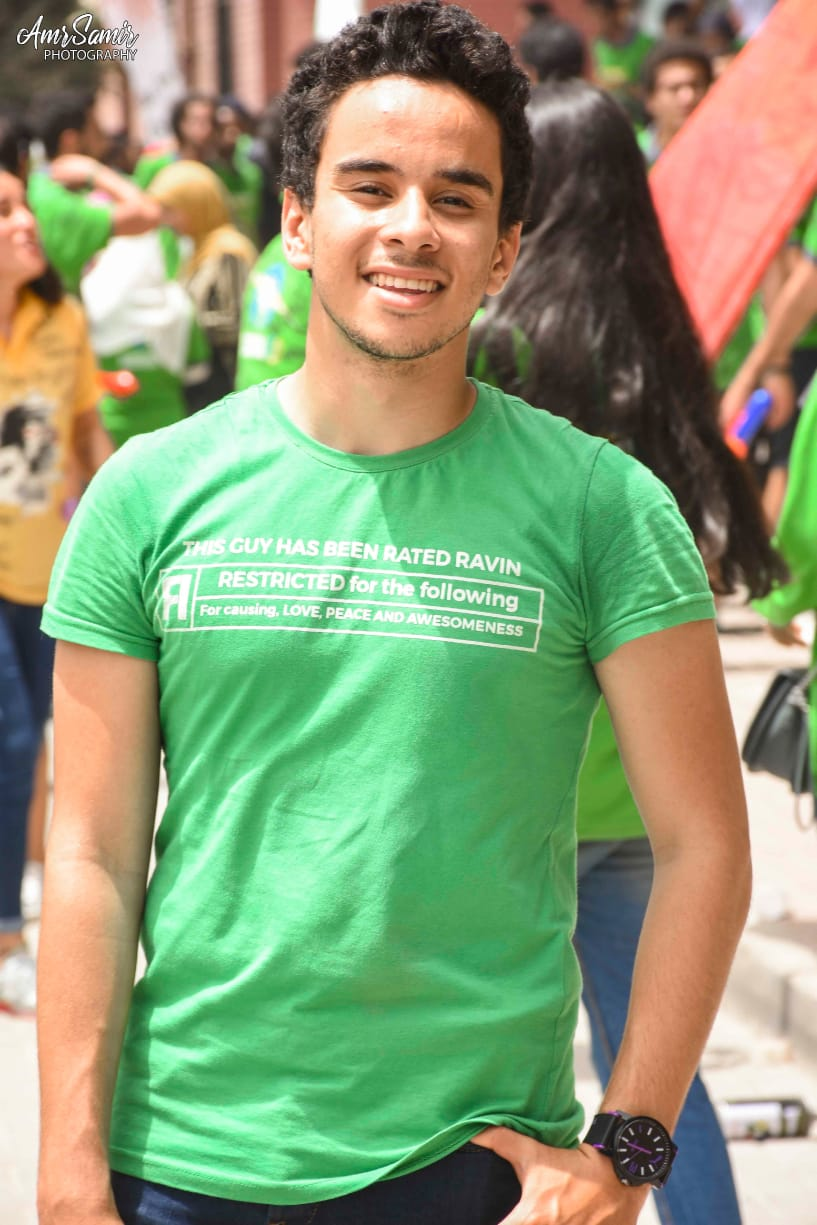 AmrSamir
PHOTOGRAPHY
THIS GUY HAS BEEN RATED RAVIN
R
RESTRICTED for the following
For causing, LOVE, PEACE AND AWESOMENESS